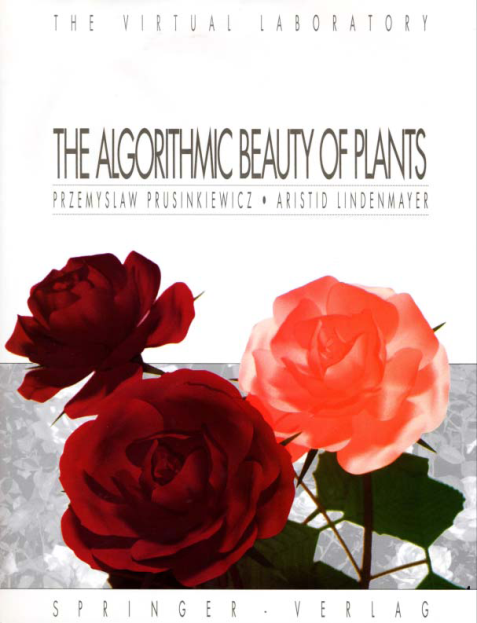 THE VIRTUAL LABORATORY
THE ALGORITHMIC BEAUTY OF PLANTS
PRZEMYSLAW PRUSINKIEWICZ • ARISTID LINDENMAYER
SPRINGER-VERLAG